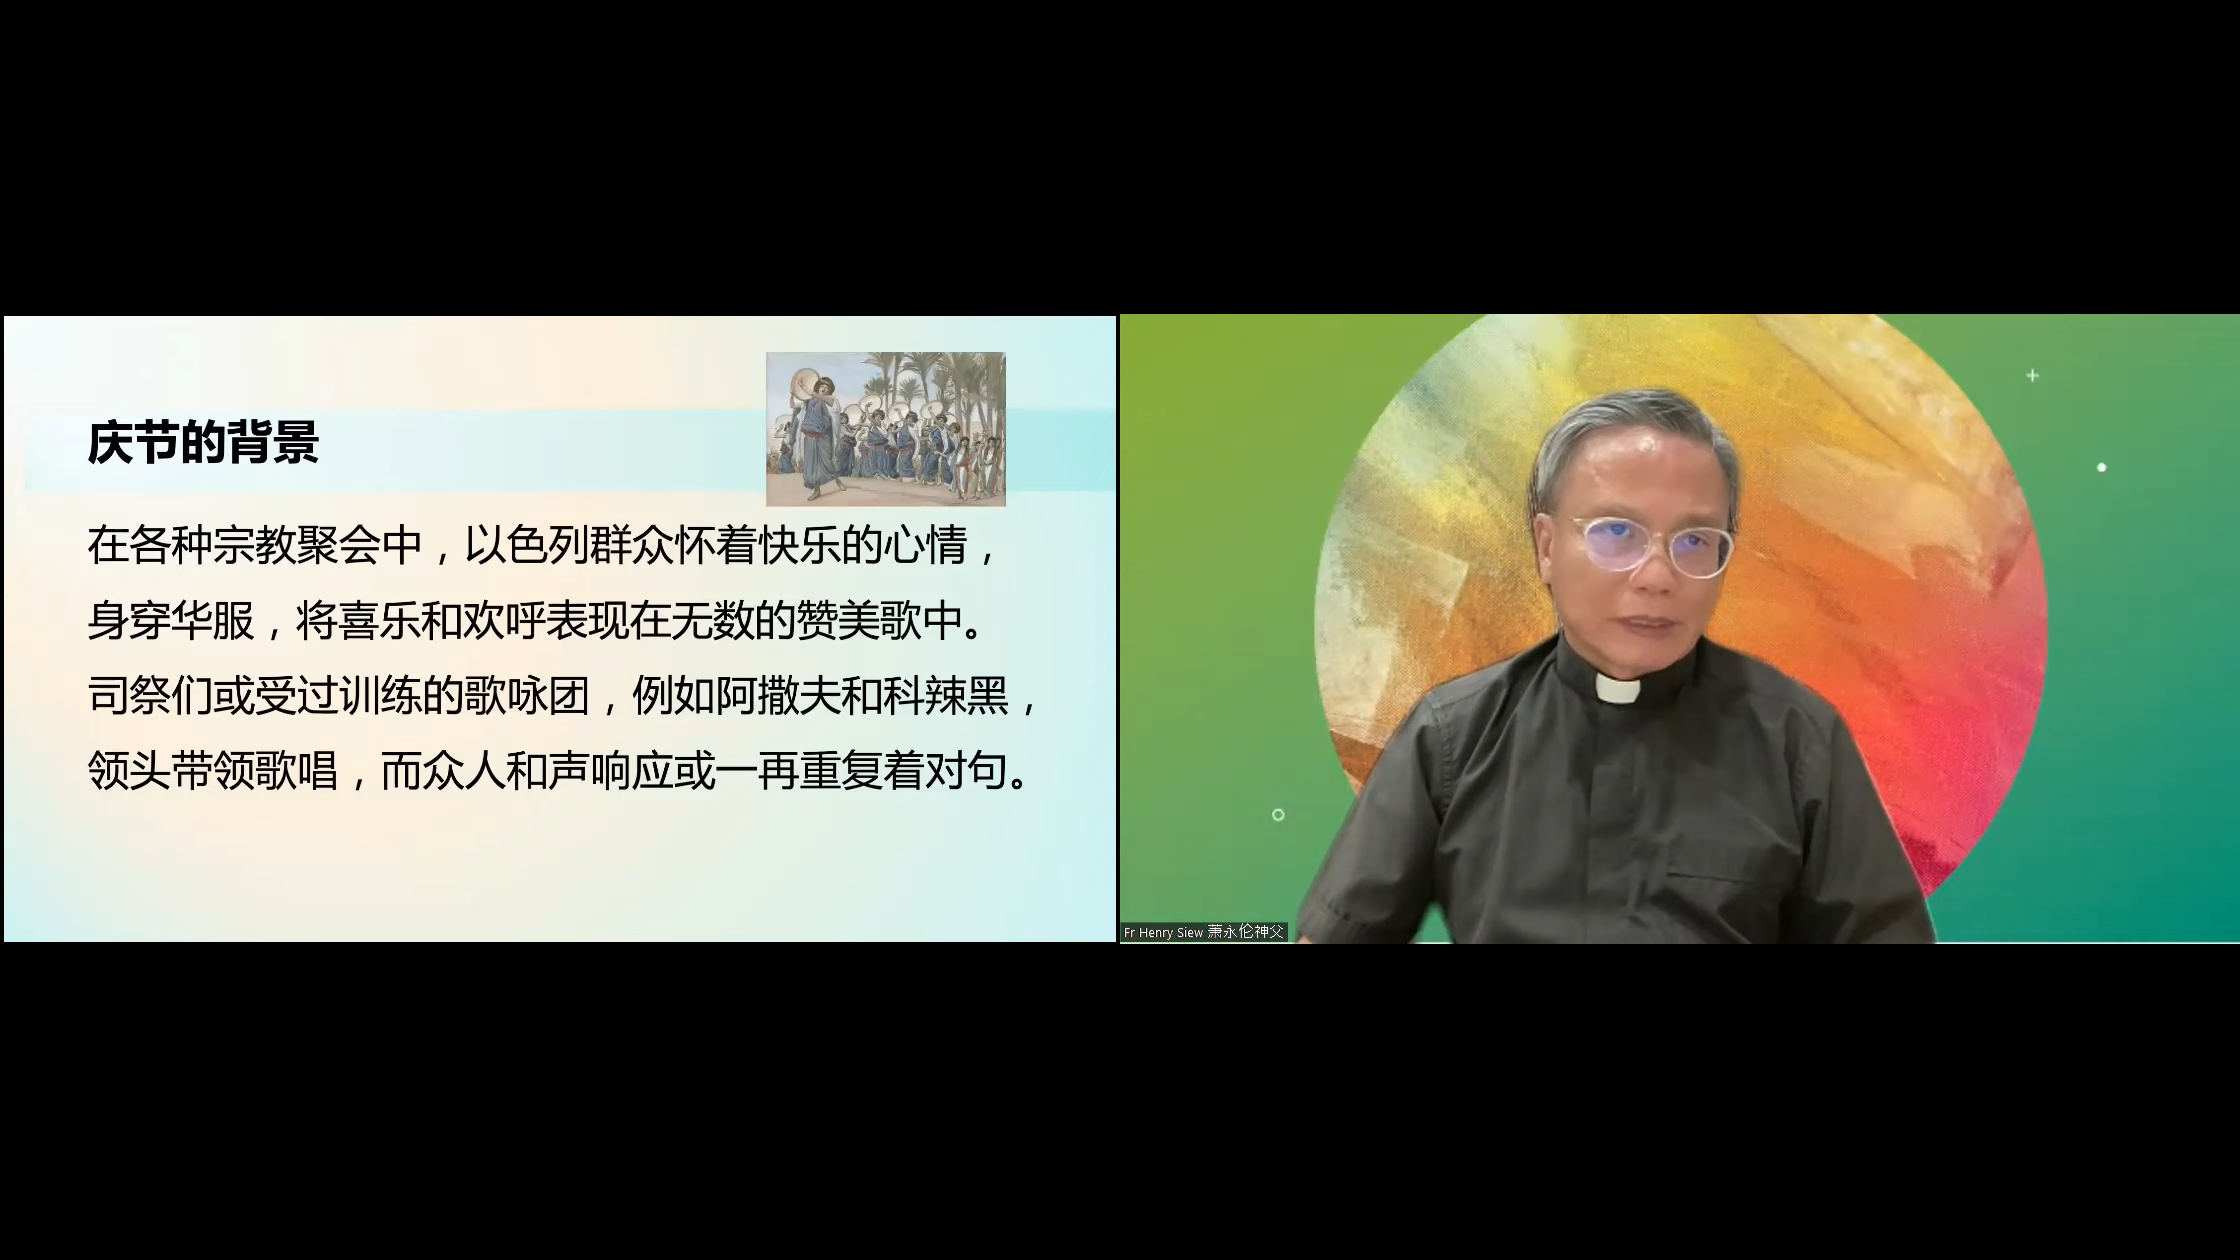 庆节的背景
在各种宗教聚会中，以色列群众怀着快乐的心情，
身穿华服，将喜乐和欢呼表现在无数的赞美歌中。
司祭们或受过训练的歌咏团，例如阿撒夫和科辣黑，
领头带领歌唱，而众人和声响应或一再重复着对句。
Fr Henry Siew 萧永伦神父